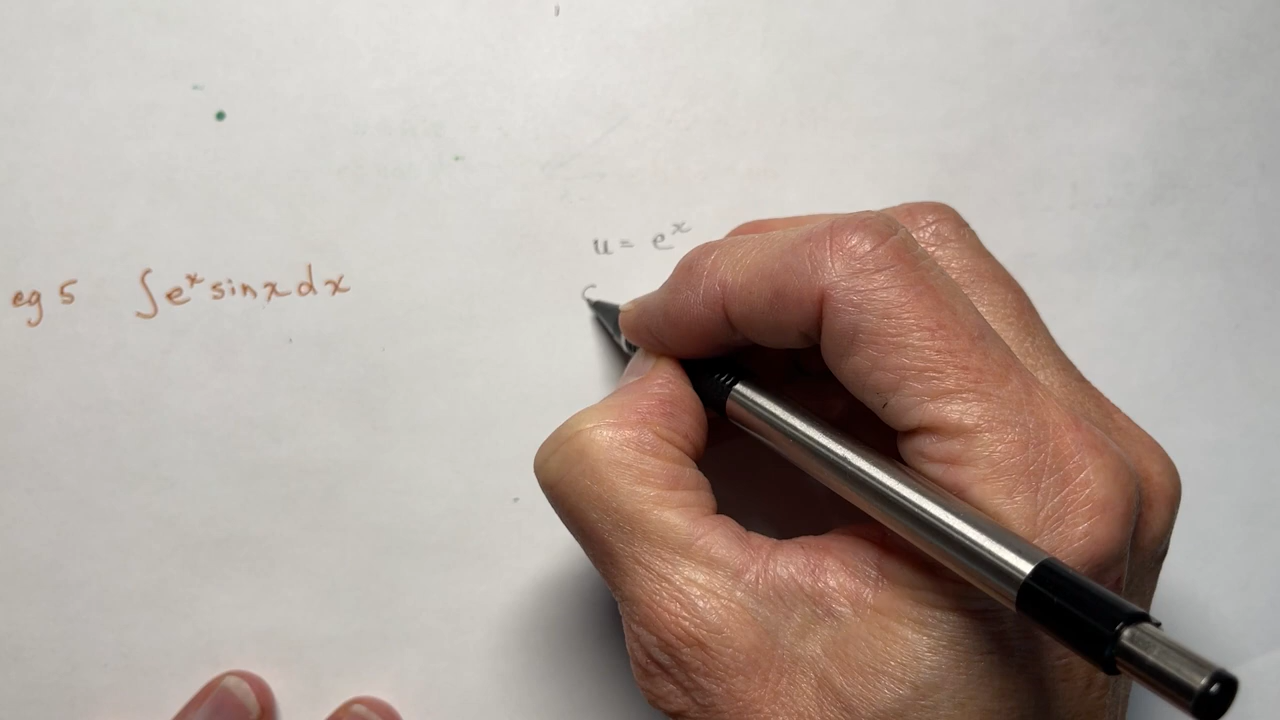 u = eˣ
eg 5 ∫eˣ sin x dx